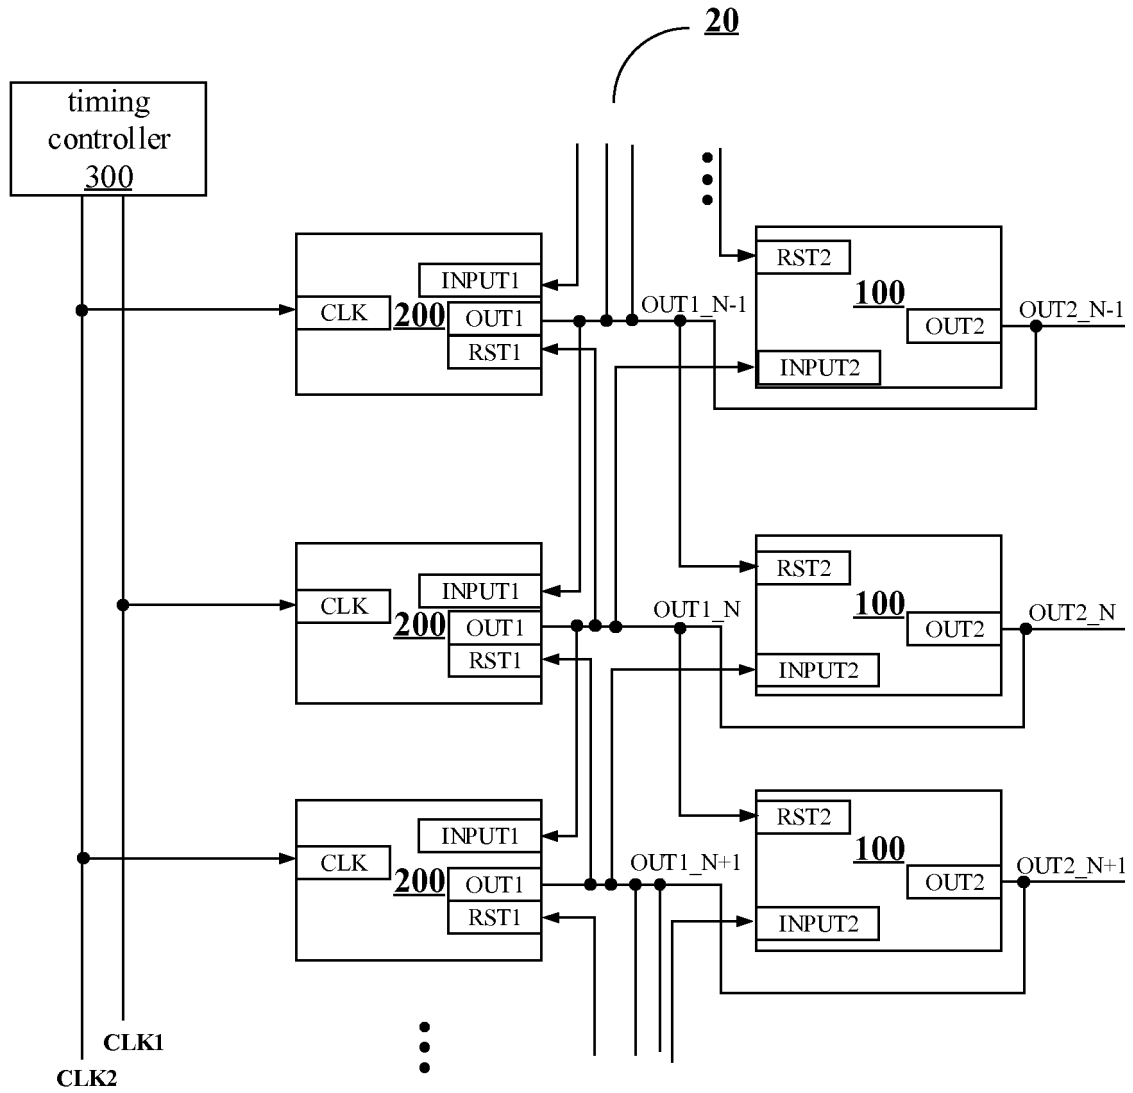 20
timing
controller
300
INPUT1
CLK
200
OUT1
RST1
OUT1_N-1
RST2
100
OUT2
INPUT2
OUT2_N-1
INPUT1
CLK
200
OUT1
RST1
OUT1_N
RST2
100
OUT2
INPUT2
OUT2_N
INPUT1
CLK
200
OUT1
RST1
OUT1_N+1
RST2
100
OUT2
INPUT2
OUT2_N+1
CLK1
CLK2